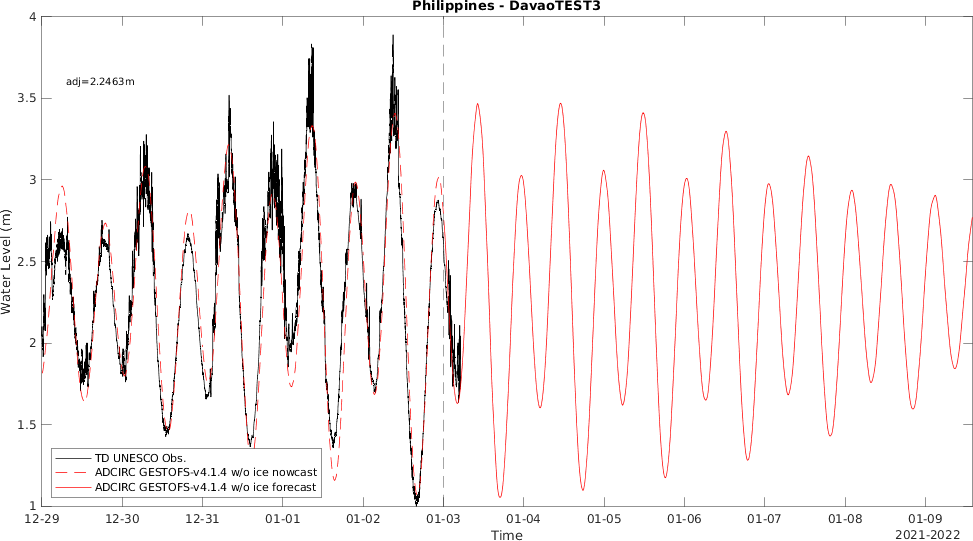 Philippines - DavaoTEST3
4
adj=2.2463m
3.5
3
2.5
2
1.5
1
Water Level (m)
TD UNESCO Obs.
ADCIRC GESTOFS-v4.1.4 w/o ice nowcast
ADCIRC GESTOFS-v4.1.4 w/o ice forecast
12-29 12-30 12-31 01-01 01-02 01-03 01-04 01-05 01-06 01-07 01-08 01-09
Time
2021-2022